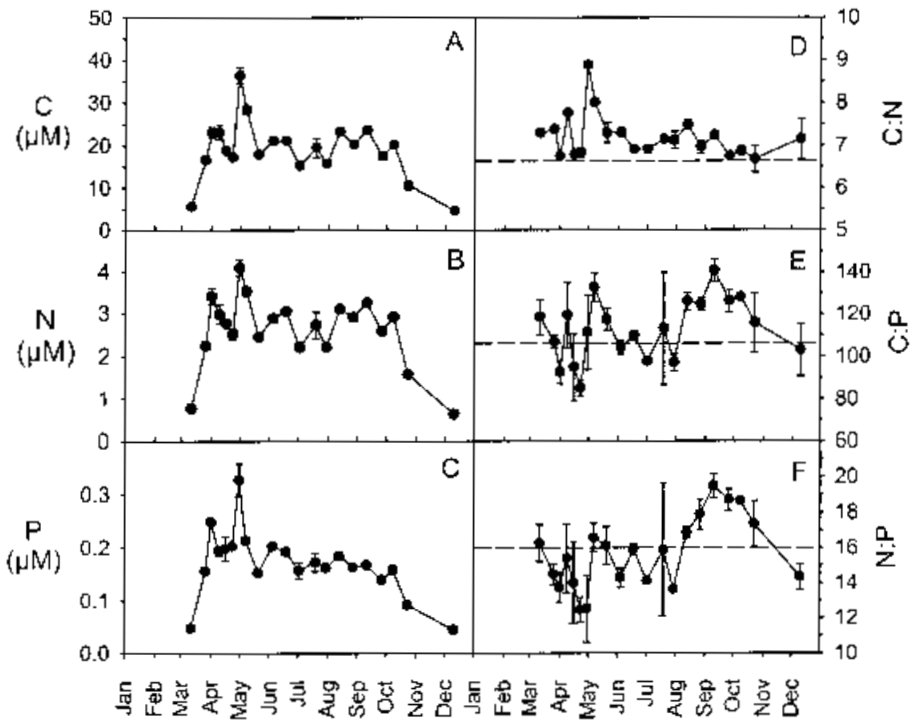 50
40
30
20
10
0
C
(µM)
A
D
10
9
8
7
6
5
C:N
4
3
2
1
0
N
(µM)
B
E
140
120
100
80
60
C:P
0.3
0.2
0.1
0.0
P
(µM)
C
F
20
18
16
14
12
10
N:P
Jan Feb Mar Apr May Jun Jul Aug Sep Oct Nov Dec Jan Feb Mar Apr May Jun Jul Aug Sep Oct Nov Dec